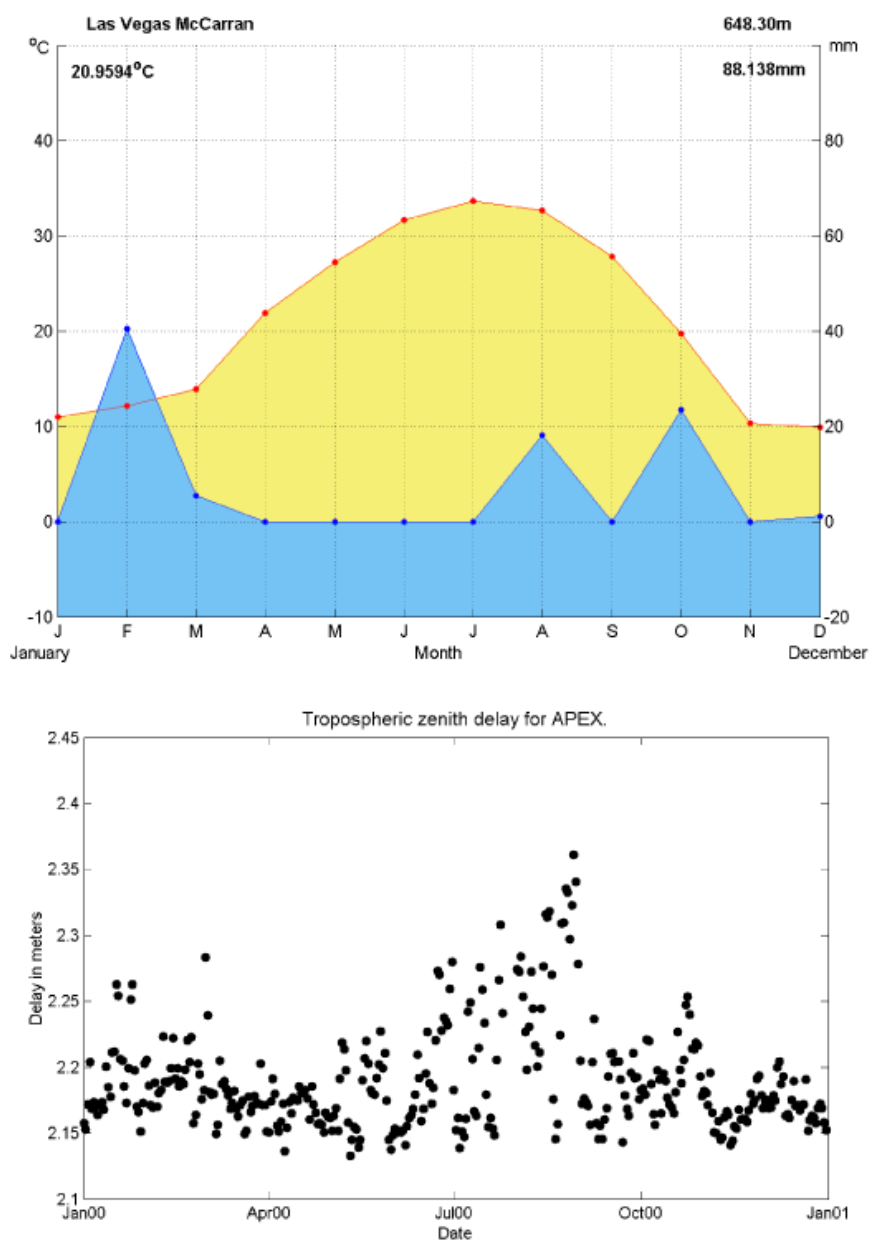 Las Vegas McCarran 648.30m
°C mm
20.9594°C 88.138mm
40 80
30 60
20 40
10 20
0 0
-10 -20
J F M A M J J A S O N D
January Month December
Tropospheric zenith delay for APEX.
2.45
2.4
2.35
2.3
2.25
2.2
2.15
2.1
Delay in meters
Jan00 Apr00 Jul00 Oct00 Jan01
Date